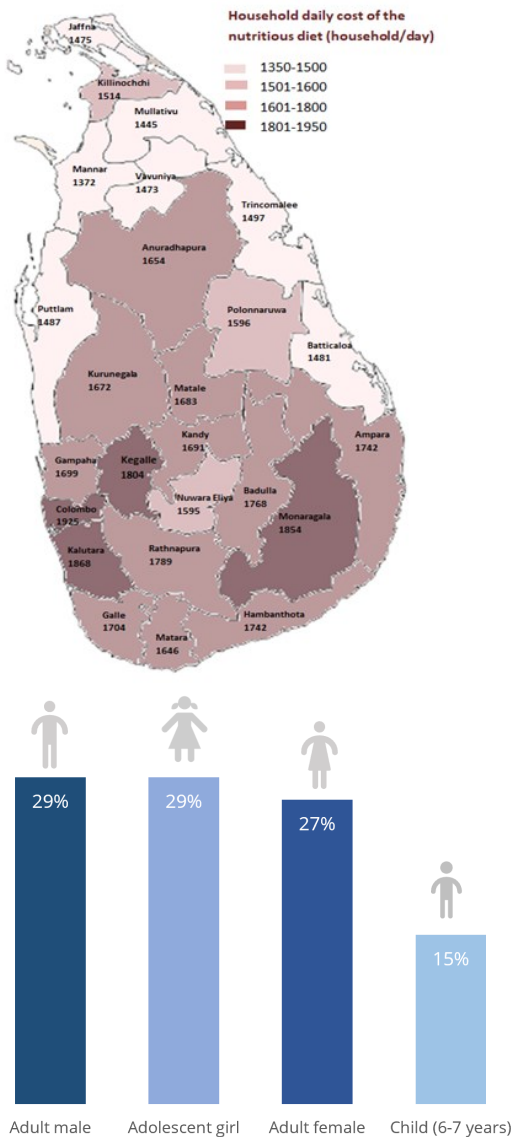 Household daily cost of the
nutritious diet (household/day)
1350-1500
1501-1600
1601-1800
1801-1950
Jaffna
1475
Killinochchi
1514
Mullativu
1445
Mannar
1372
Vavuniya
1473
Trincomalee
1497
Anuradhapura
1654
Puttlam
1487
Polonnaruwa
1596
Batticaloa
1481
Kurunegala
1672
Matale
1683
Kandy
1691
Ampara
1742
Gampaha
1699
Kegalle
1804
Nuwara Eliya
1595
Badulla
1768
Colombo
1925
Monaragala
1854
Kalutara
1868
Rathnapura
1789
Galle
1704
Hambanthota
1742
Matara
1646
29%
29%
27%
15%
Adult male
Adolescent girl
Adult female
Child (6-7 years)